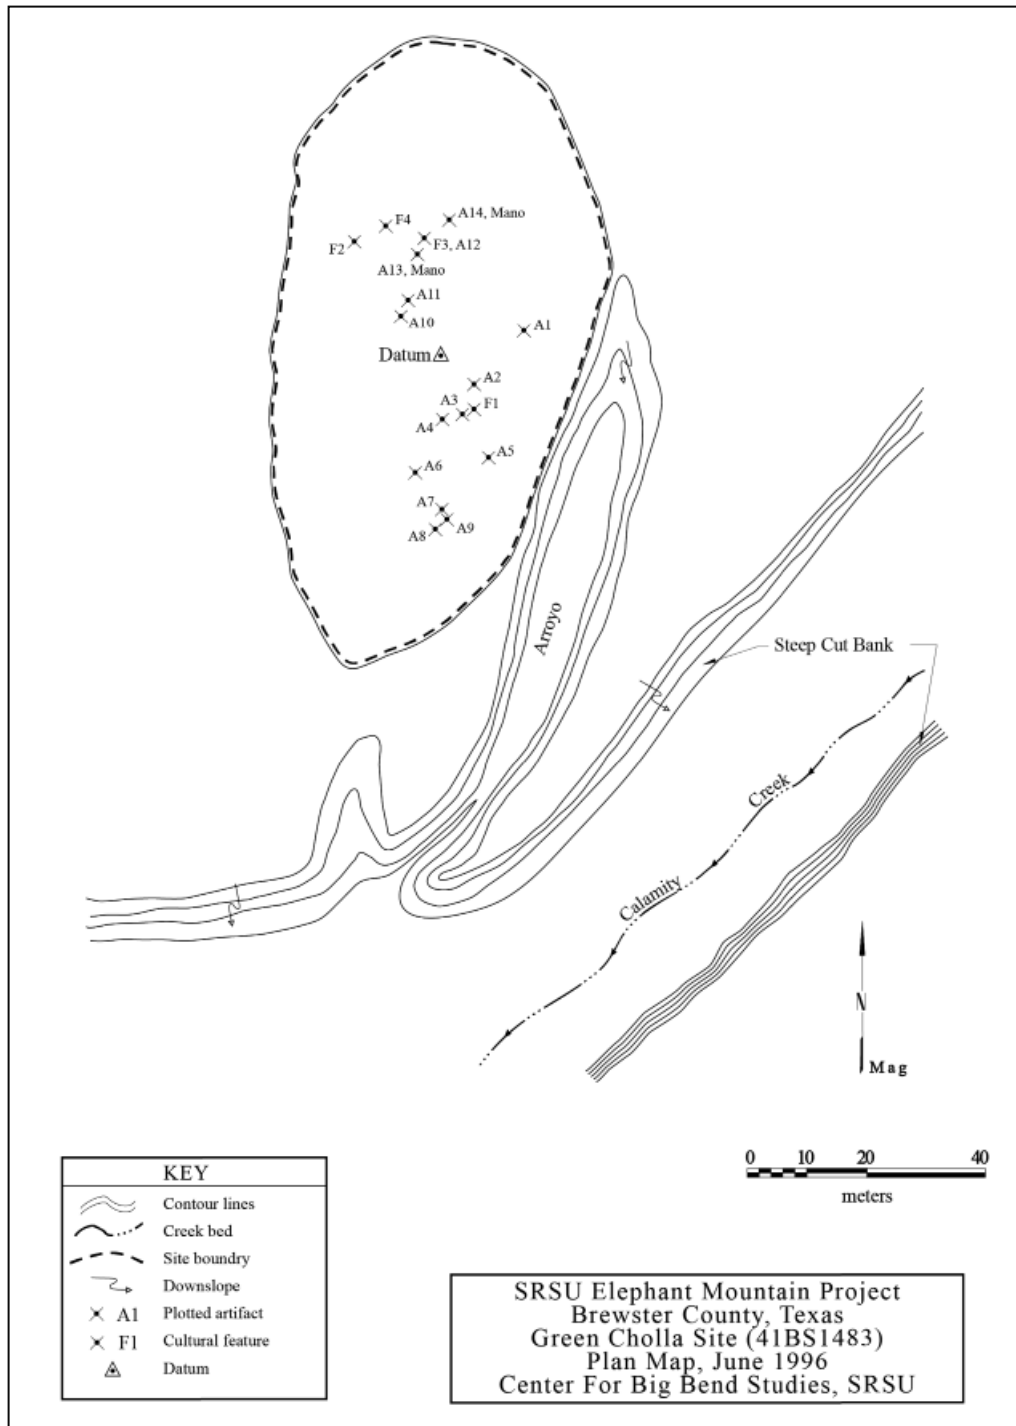 A14, Mano
F4
F3, A12
F2
A13, Mano
A11
A10
A1
Datum
A2
A3
F1
A4
A5
A6
A7
A9
A8
Arroyo
Steep Cut Bank
Creek
Calamity
N
Mag
0 10 20 40
meters
KEY
Contour lines
Creek bed
Site boundry
Downslope
A1 Plotted artifact
F1 Cultural feature
Datum
SRSU Elephant Mountain Project
Brewster County, Texas
Green Cholla Site (41BS1483)
Plan Map, June 1996
Center For Big Bend Studies, SRSU